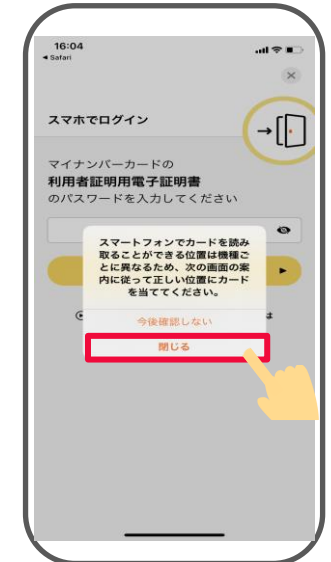 16:04
◀ Safari
スマホでログイン
マイナンバーカードの
利用者証明用電子証明書
のパスワードを入力してください
スマートフォンでカードを読み
取ることができる位置は機種ご
とに異なるため、次の画面の案
内に従って正しい位置にカード
を当ててください。
今後確認しない
閉じる